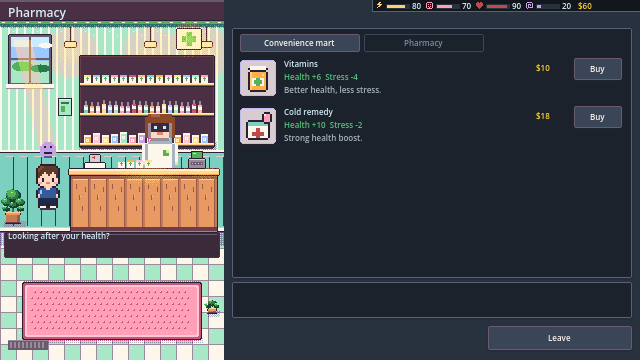 Pharmacy
80
70
90
20
$60
Convenience mart
Pharmacy
Vitamins
Health +6 Stress -4
Better health, less stress.
$10
Buy
Cold remedy
Health +10 Stress -2
Strong health boost.
$18
Buy
Looking after your health?
Leave